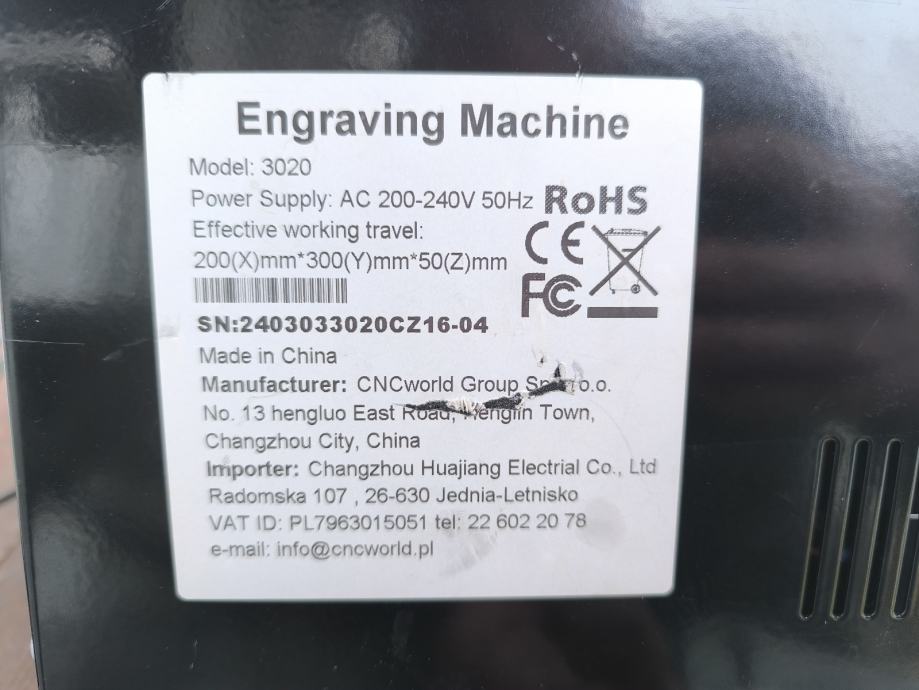 Engraving Machine
Model: 3020
Power Supply: AC 200-240V 50Hz RoHS
Effective working travel:
200(X)mm*300(Y)mm*50(Z)mm
CE
FC
SN:2403033020CZ16-04
Made in China
Manufacturer: CNCworld Group o.o.
No. 13 hengluo East Road, Henglin Town,
Changzhou City, China
Importer: Changzhou Huajiang Electrial Co., Ltd
Radomska 107 , 26-630 Jednia-Letnisko
VAT ID: PL7963015051 tel: 22 602 20 78
e-mail: info@cncworld.pl